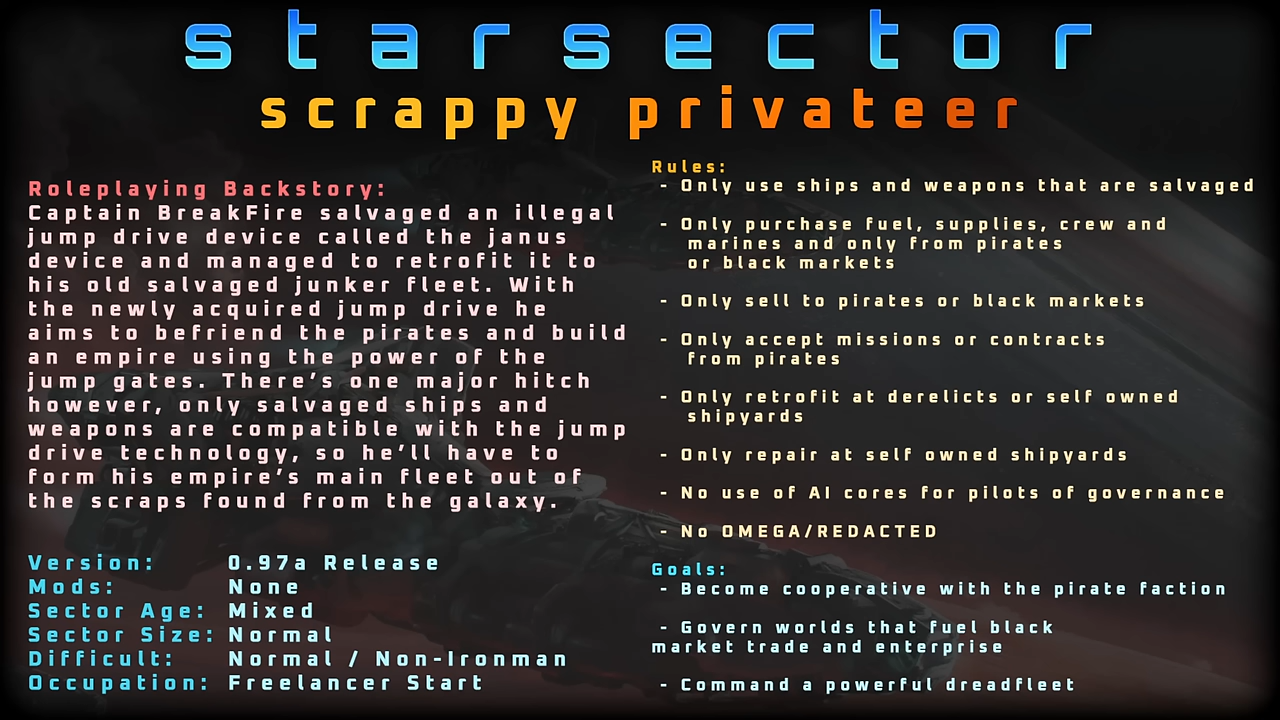 starsector
scrappy privateer
Roleplaying Backstory:
Captain BreakFire salvaged an illegal
jump drive device called the janus
device and managed to retrofit it to
his old salvaged junker fleet. With
the newly acquired jump drive he
aims to befriend the pirates and build
an empire using the power of the
jump gates. There’s one major hitch
however, only salvaged ships and
weapons are compatible with the jump
drive technology, so he’ll have to
form his empire’s main fleet out of
the scraps found from the galaxy.
Version: 0.97a Release
Mods: None
Sector Age: Mixed
Sector Size: Normal
Difficult: Normal / Non-Ironman
Occupation: Freelancer Start
Rules:
- Only use ships and weapons that are salvaged
- Only purchase fuel, supplies, crew and
marines and only from pirates
or black markets
- Only sell to pirates or black markets
- Only accept missions or contracts
from pirates
- Only retrofit at derelicts or self owned
shipyards
- Only repair at self owned shipyards
- No use of AI cores for pilots of governance
- No OMEGA/REDACTED
Goals:
- Become cooperative with the pirate faction
- Govern worlds that fuel black
market trade and enterprise
- Command a powerful dreadfleet